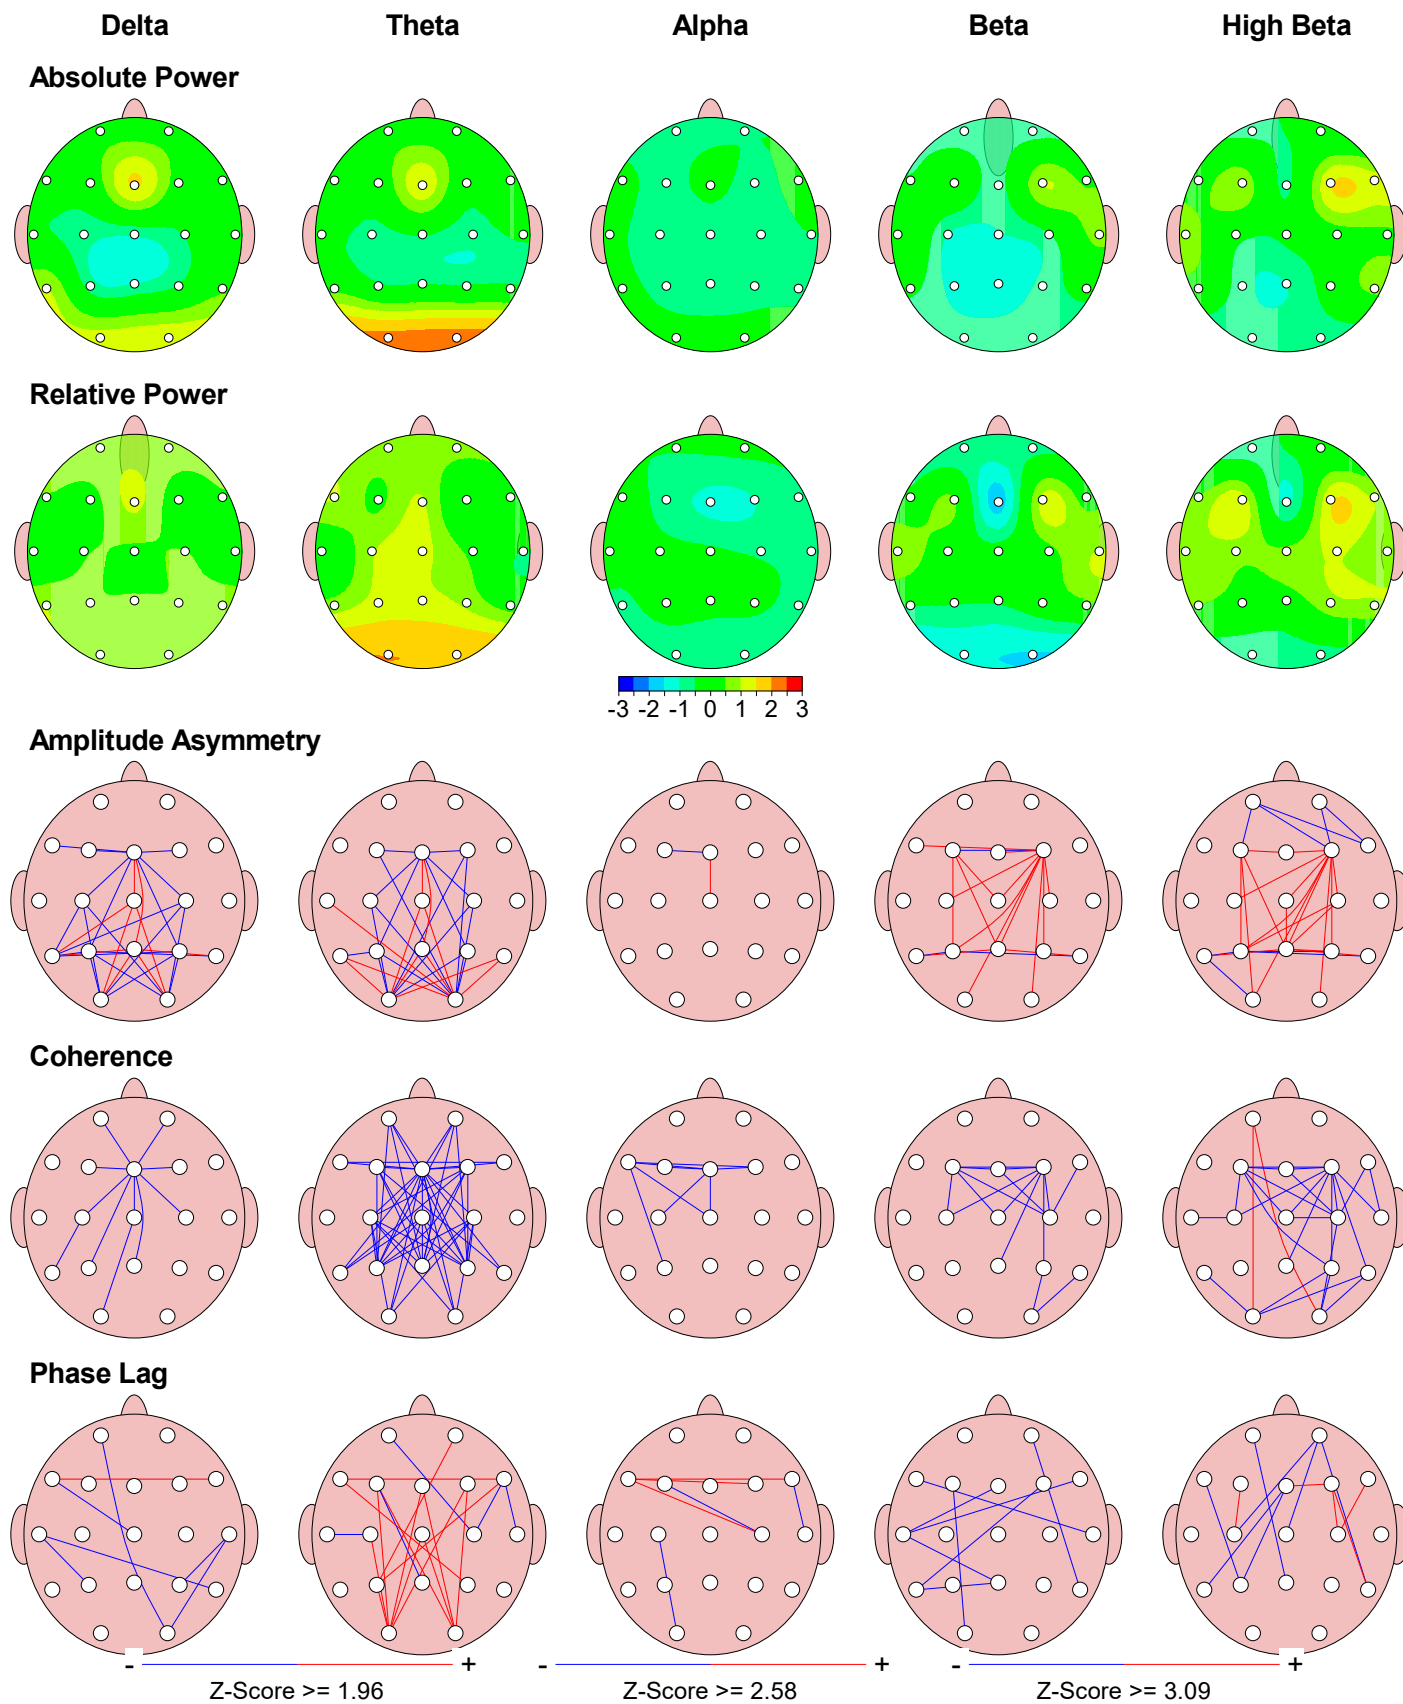 Delta Theta Alpha Beta High Beta
Absolute Power
Relative Power
-3 -2 -1 0 1 2 3
Amplitude Asymmetry
Coherence
Phase Lag
- + - + - +
Z-Score >= 1.96 Z-Score >= 2.58 Z-Score >= 3.09